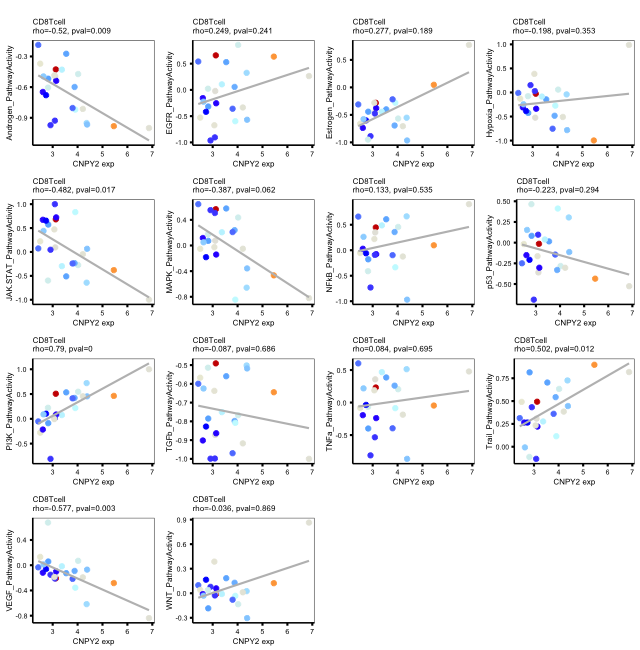 CD8Tcell
rho=-0.52, pval=0.009
Androgen_PathwayActivity
-0.3
-0.6
-0.9
3 4 5 6 7
CNPY2 exp
CD8Tcell
rho=0.249, pval=0.241
EGFR_PathwayActivity
0.5
0.0
-0.5
-1.0
3 4 5 6 7
CNPY2 exp
CD8Tcell
rho=0.277, pval=0.189
Estrogen_PathwayActivity
0.5
0.0
-0.5
-1.0
3 4 5 6 7
CNPY2 exp
CD8Tcell
rho=-0.198, pval=0.353
Hypoxia_PathwayActivity
1.0
0.5
0.0
-0.5
-1.0
3 4 5 6 7
CNPY2 exp
CD8Tcell
rho=-0.482, pval=0.017
JAK.STAT_PathwayActivity
1.0
0.5
0.0
-0.5
-1.0
3 4 5 6 7
CNPY2 exp
CD8Tcell
rho=-0.387, pval=0.062
MAPK_PathwayActivity
0.4
0.0
-0.4
-0.8
3 4 5 6 7
CNPY2 exp
CD8Tcell
rho=0.133, pval=0.535
NFkB_PathwayActivity
0.5
0.0
-0.5
-1.0
3 4 5 6 7
CNPY2 exp
CD8Tcell
rho=-0.223, pval=0.294
p53_PathwayActivity
0.50
0.25
0.00
-0.25
-0.50
3 4 5 6 7
CNPY2 exp
CD8Tcell
rho=0.79, pval=0
PI3K_PathwayActivity
1.0
0.5
0.0
-0.5
3 4 5 6 7
CNPY2 exp
CD8Tcell
rho=-0.087, pval=0.686
TGFb_PathwayActivity
-0.5
-0.6
-0.7
-0.8
-0.9
-1.0
3 4 5 6 7
CNPY2 exp
CD8Tcell
rho=0.084, pval=0.695
TNFa_PathwayActivity
0.5
0.0
-0.5
3 4 5 6 7
CNPY2 exp
CD8Tcell
rho=0.502, pval=0.012
Trail_PathwayActivity
0.75
0.50
0.25
0.00
3 4 5 6 7
CNPY2 exp
CD8Tcell
rho=-0.577, pval=0.003
VEGF_PathwayActivity
0.4
0.0
-0.4
-0.8
3 4 5 6 7
CNPY2 exp
CD8Tcell
rho=-0.036, pval=0.869
WNT_PathwayActivity
0.9
0.6
0.3
0.0
-0.3
3 4 5 6 7
CNPY2 exp